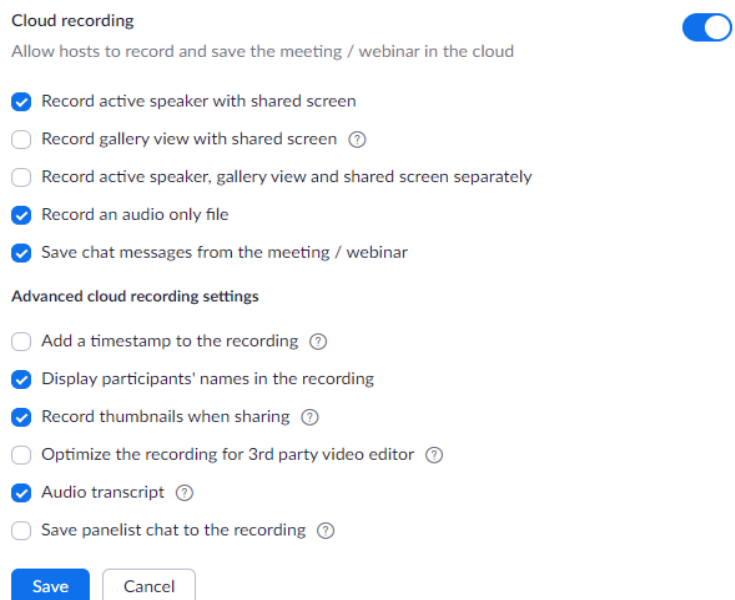 Cloud recording
Allow hosts to record and save the meeting / webinar in the cloud
Record active speaker with shared screen
Record gallery view with shared screen ?
Record active speaker, gallery view and shared screen separately
Record an audio only file
Save chat messages from the meeting / webinar
Advanced cloud recording settings
Add a timestamp to the recording ?
Display participants' names in the recording
Record thumbnails when sharing ?
Optimize the recording for 3rd party video editor ?
Audio transcript ?
Save panelist chat to the recording ?
Save Cancel